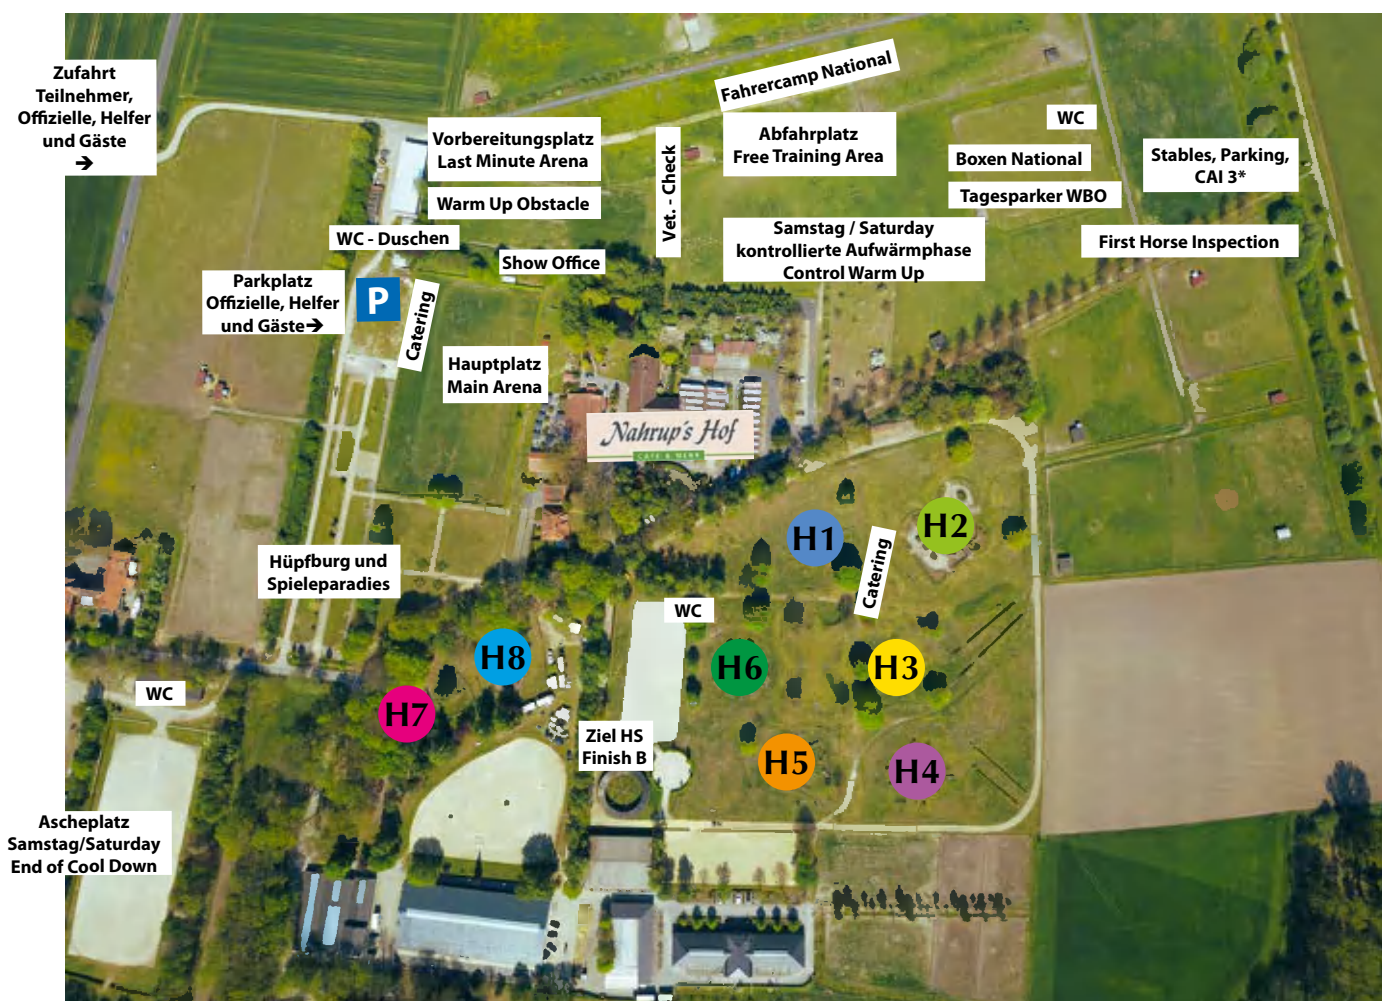 Zufahrt
Teilnehmer,
Offizielle, Helfer
und Gäste
➔
Fahrercamp National
Vorbereitungsplatz
Last Minute Arena
Warm Up Obstacle
Vet. - Check
Abfahrplatz
Free Training Area
WC
Boxen National
Tagesparker WBO
Stables, Parking,
CAI 3*
First Horse Inspection
Samstag / Saturday
kontrollierte Aufwärmphase
Control Warm Up
WC - Duschen
Show Office
Parkplatz
Offizielle, Helfer
und Gäste➔
P
Catering
Hauptplatz
Main Arena
Nahrup's Hof
CAFE & MEHR
H1
H2
Catering
Hüpfburg und
Spieleparadies
WC
H8
H6
H3
H7
WC
Ziel HS
Finish B
H5
H4
Ascheplatz
Samstag/Saturday
End of Cool Down